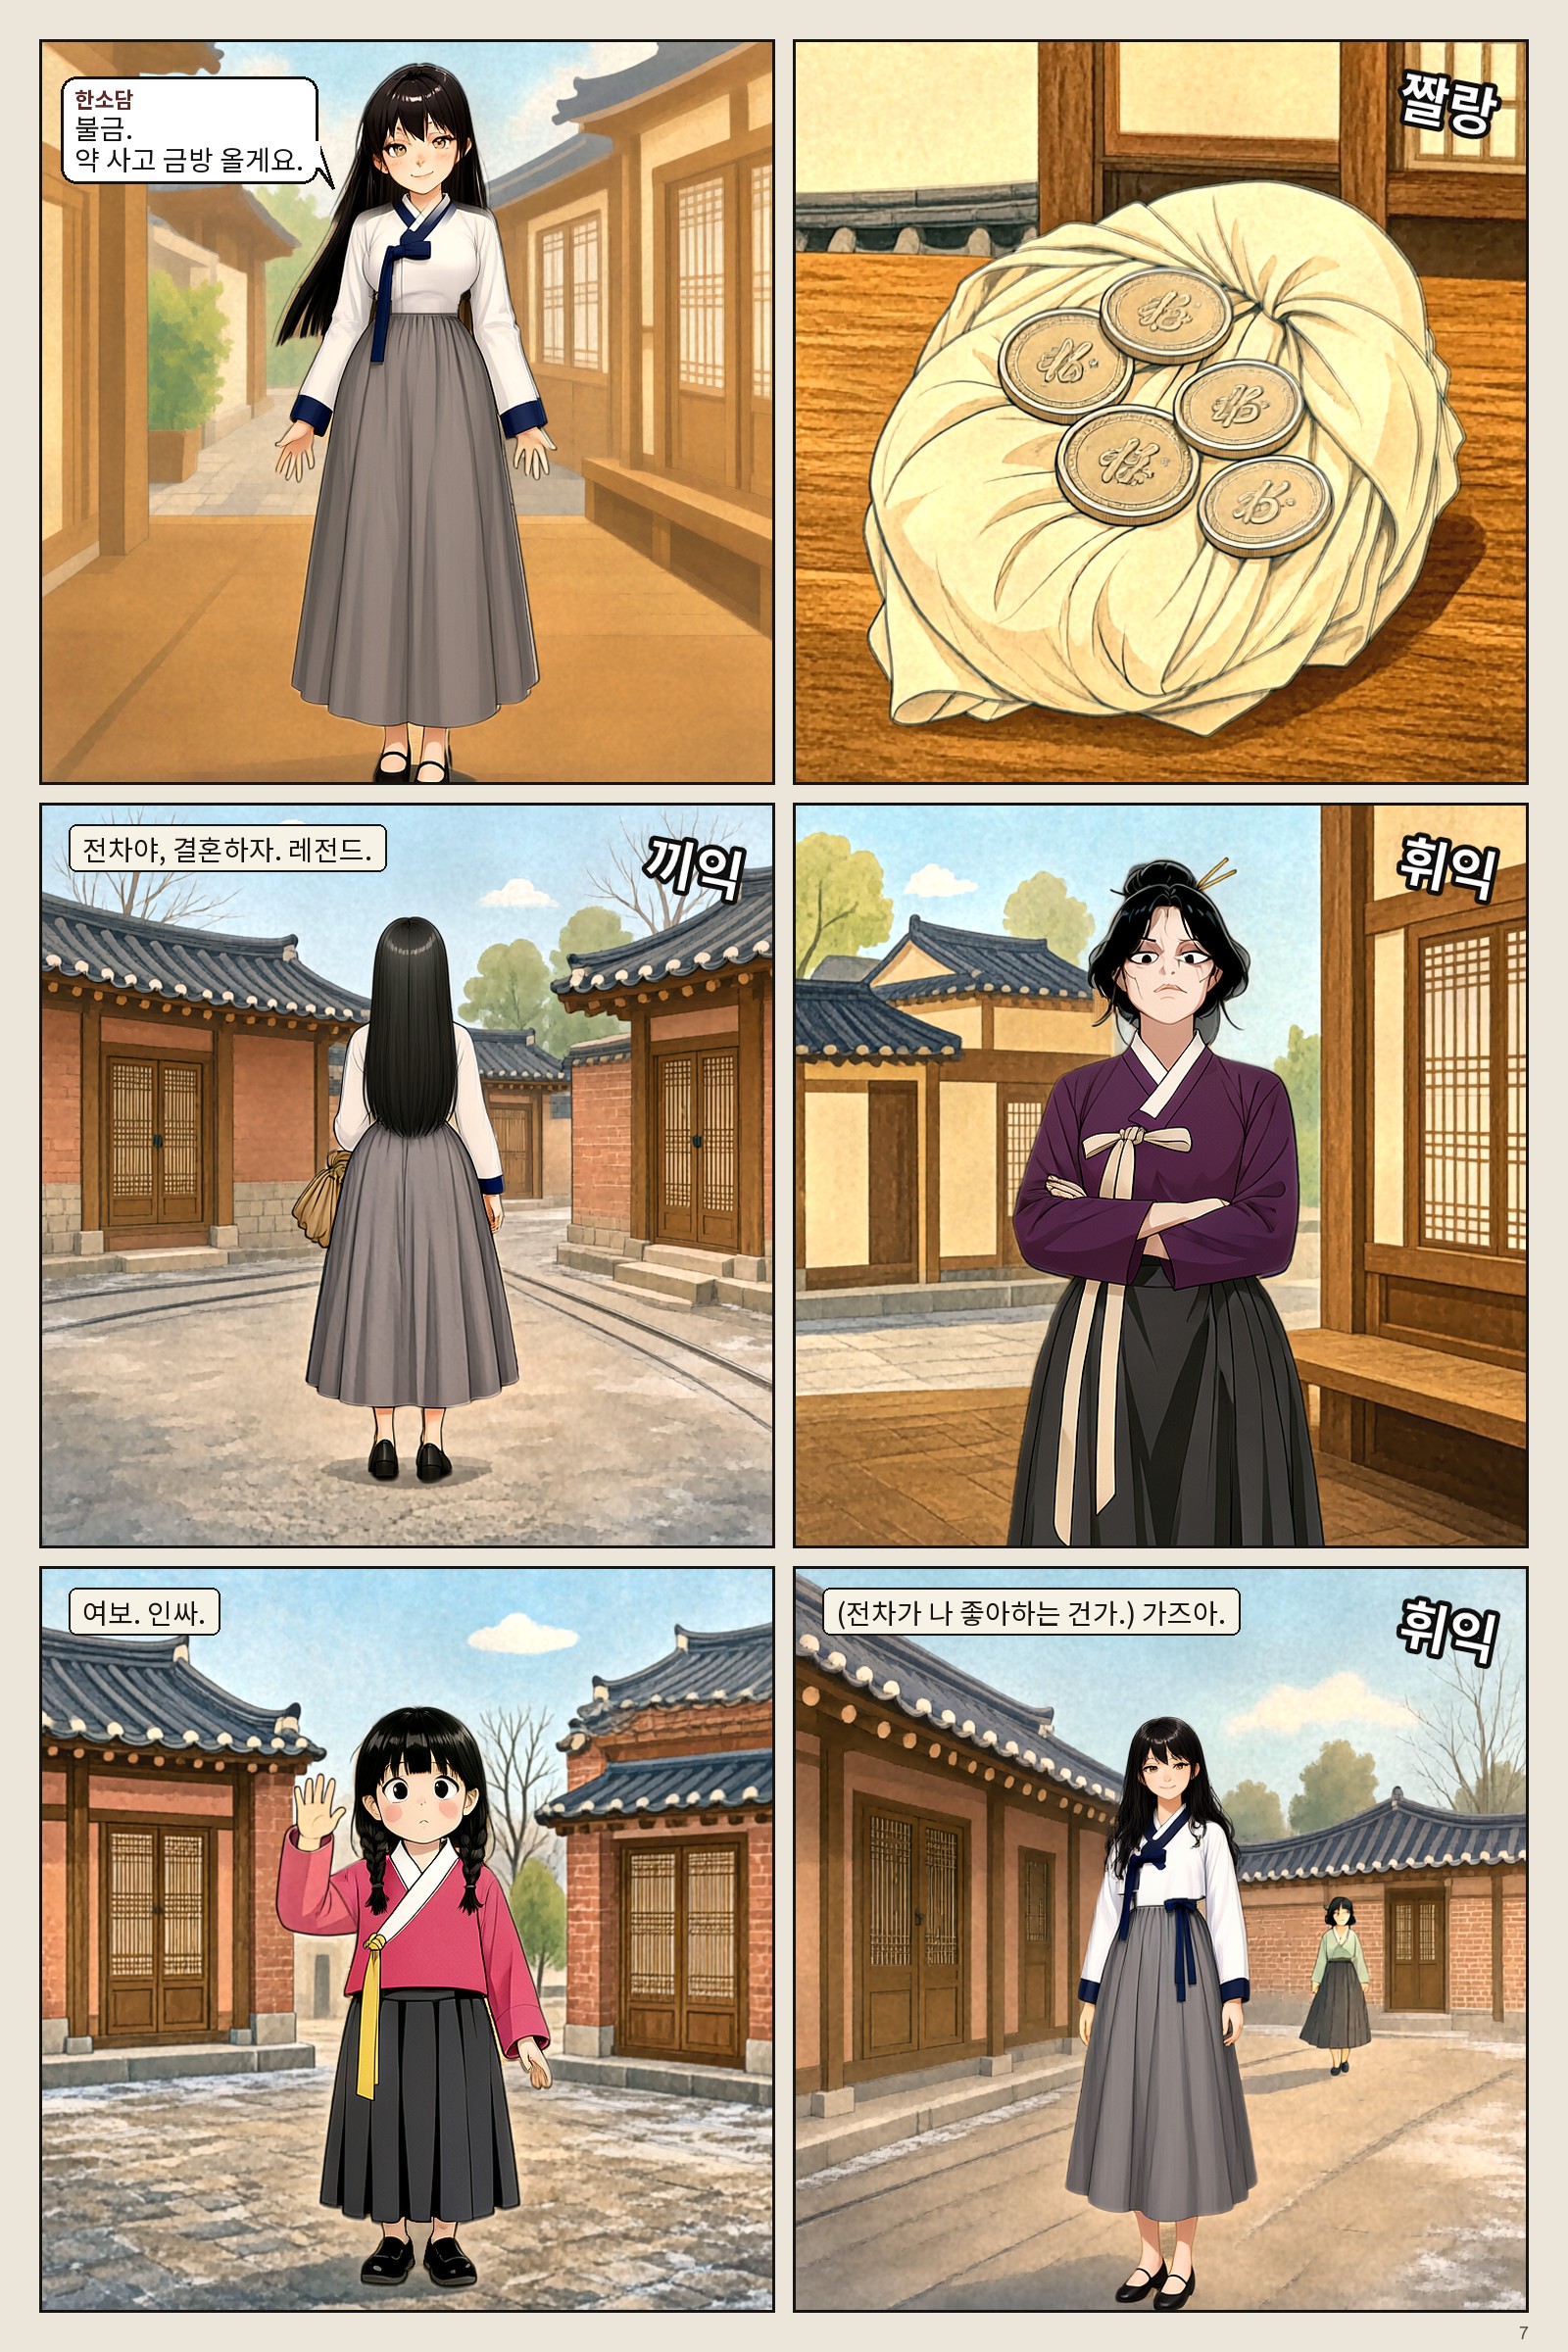 한소담
불금.
약 사고 금방 올게요.
짤랑
전차야, 결혼하자. 레전드.
끼익
휘익
여보. 인싸.
(전차가 나 좋아하는 건가.) 가즈아.
휘익
7